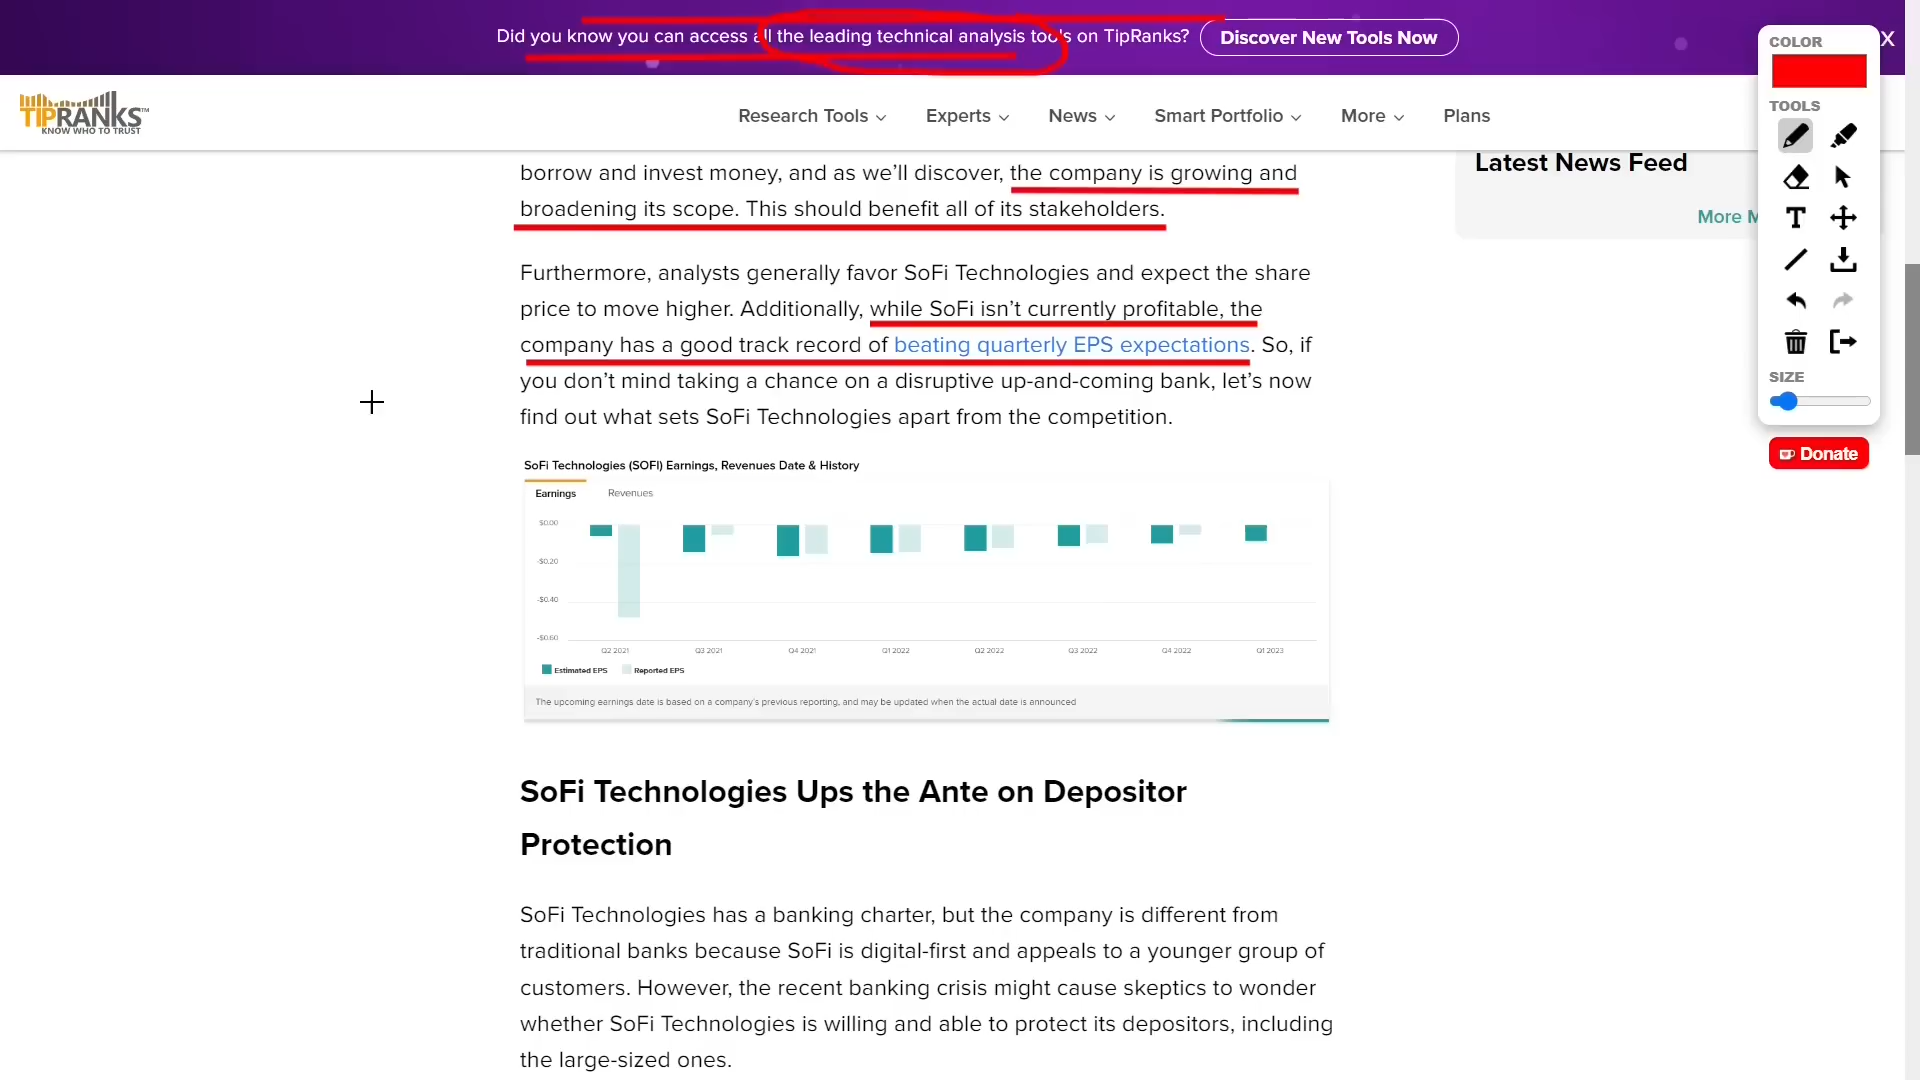 Did you know you can access all the leading technical analysis tools on TipRanks?
Discover New Tools Now
X
COLOR
TOOLS
TIPRANKS™
KNOW WHO TO TRUST
Research Tools
Experts
News
Smart Portfolio
More
Plans
borrow and invest money, and as we’ll discover, the company is growing and
broadening its scope. This should benefit all of its stakeholders.
Latest News Feed
More M
T
Furthermore, analysts generally favor SoFi Technologies and expect the share
price to move higher. Additionally, while SoFi isn’t currently profitable, the
company has a good track record of beating quarterly EPS expectations. So, if
you don’t mind taking a chance on a disruptive up-and-coming bank, let’s now
find out what sets SoFi Technologies apart from the competition.
SIZE
Donate
SoFi Technologies (SOFI) Earnings, Revenues Date & History
Earnings
Revenues
$0.00
-$0.20
-$0.40
-$0.60
Q2 2021
Q3 2021
Q4 2021
Q1 2022
Q2 2022
Q3 2022
Q4 2022
Q1 2023
Estimated EPS
Reported EPS
The upcoming earnings date is based on a company’s previous reporting, and may be updated when the actual date is announced
SoFi Technologies Ups the Ante on Depositor
Protection
SoFi Technologies has a banking charter, but the company is different from
traditional banks because SoFi is digital-first and appeals to a younger group of
customers. However, the recent banking crisis might cause skeptics to wonder
whether SoFi Technologies is willing and able to protect its depositors, including
the large-sized ones.